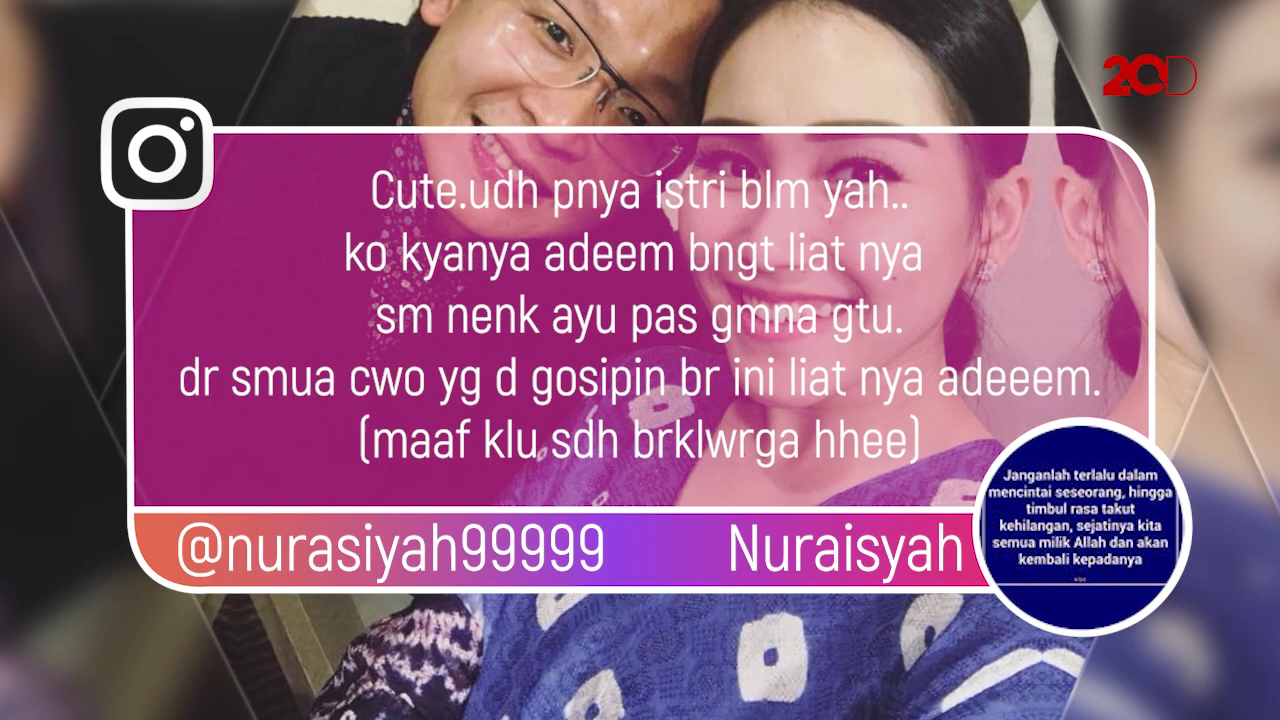 20D
Cute.udh pnya istri blm yah..
ko kyanya adeem bngt liat nya
sm nenk ayu pas gmna gtu.
dr smua cwo yg d gosipin br ini liat nya adeeem.
(maaf klu sdh brklwrga hhee)
@nurasiyah99999
Nuraisyah
Janganlah terlalu dalam
mencintai seseorang, hingga
timbul rasa takut
kehilangan, sejatinya kita
semua milik Allah dan akan
kembali kepadanya